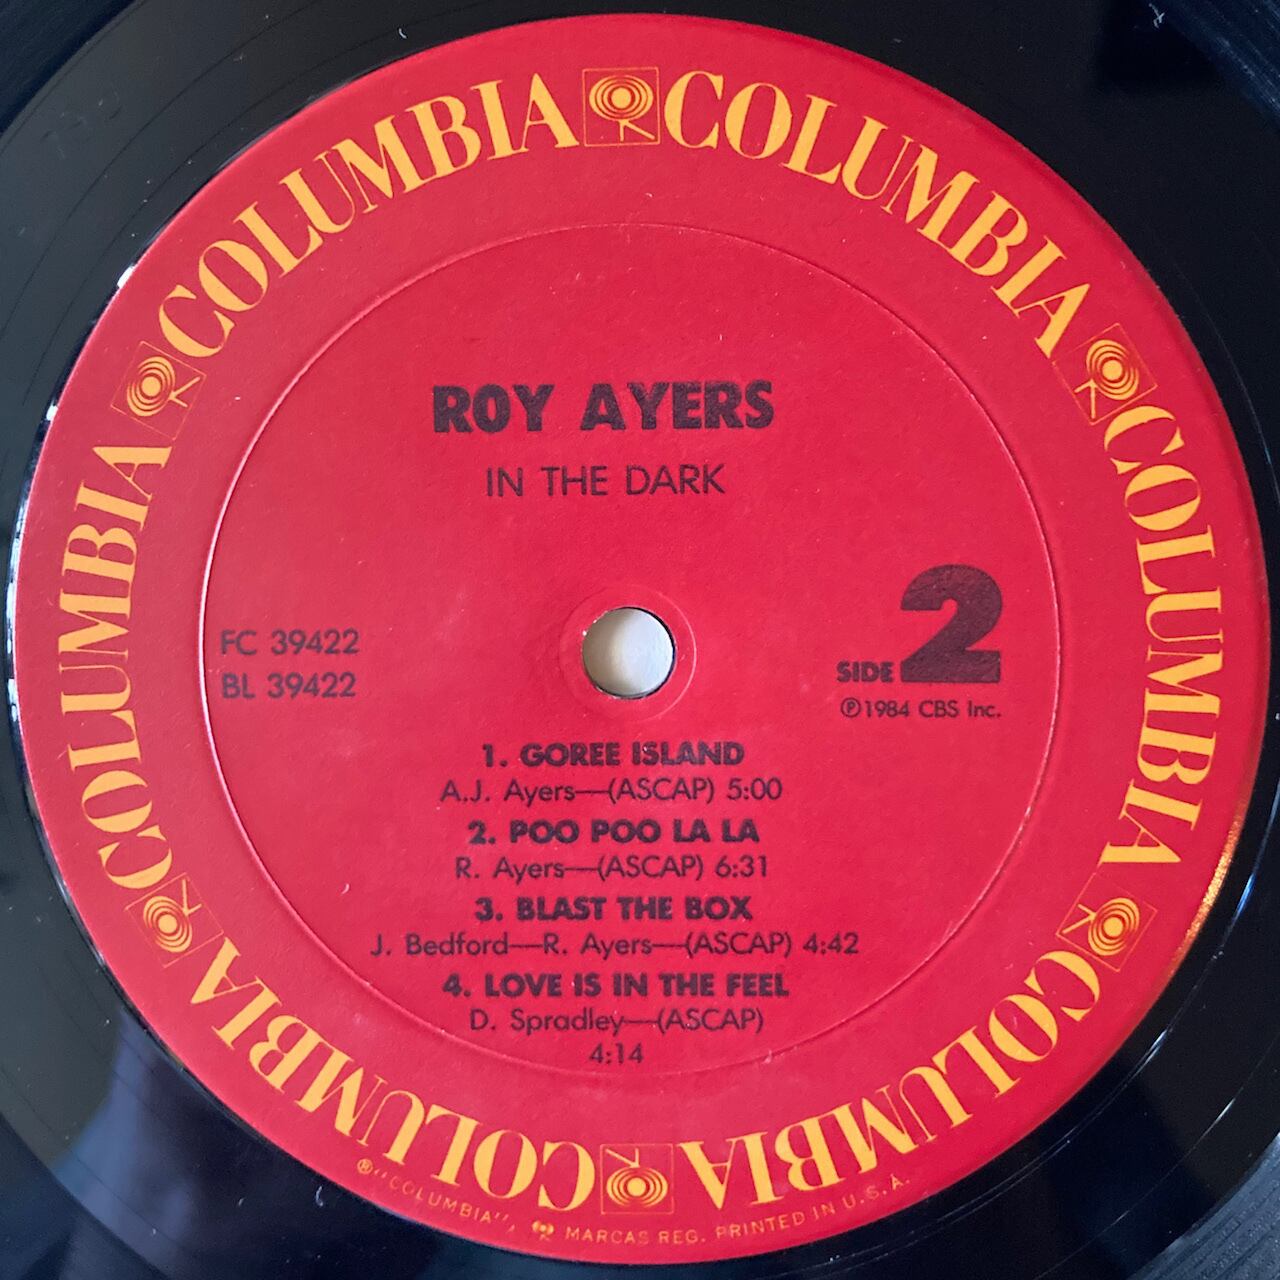 COLUMBIA COLUMBIA COLUMBIA COLUMBIA COLUMBIA COLUMBIA
ROY AYERS
IN THE DARK
FC 39422
BL 39422
SIDE 2
℗1984 CBS Inc.
1. GOREE ISLAND
A.J. Ayers—(ASCAP) 5:00
2. POO POO LA LA
R. Ayers—(ASCAP) 6:31
3. BLAST THE BOX
J. Bedford—R. Ayers—(ASCAP) 4:42
4. LOVE IS IN THE FEEL
D. Spradley—(ASCAP)
4:14
®"COLUMBIA", MARCAS REG. PRINTED IN U.S.A.